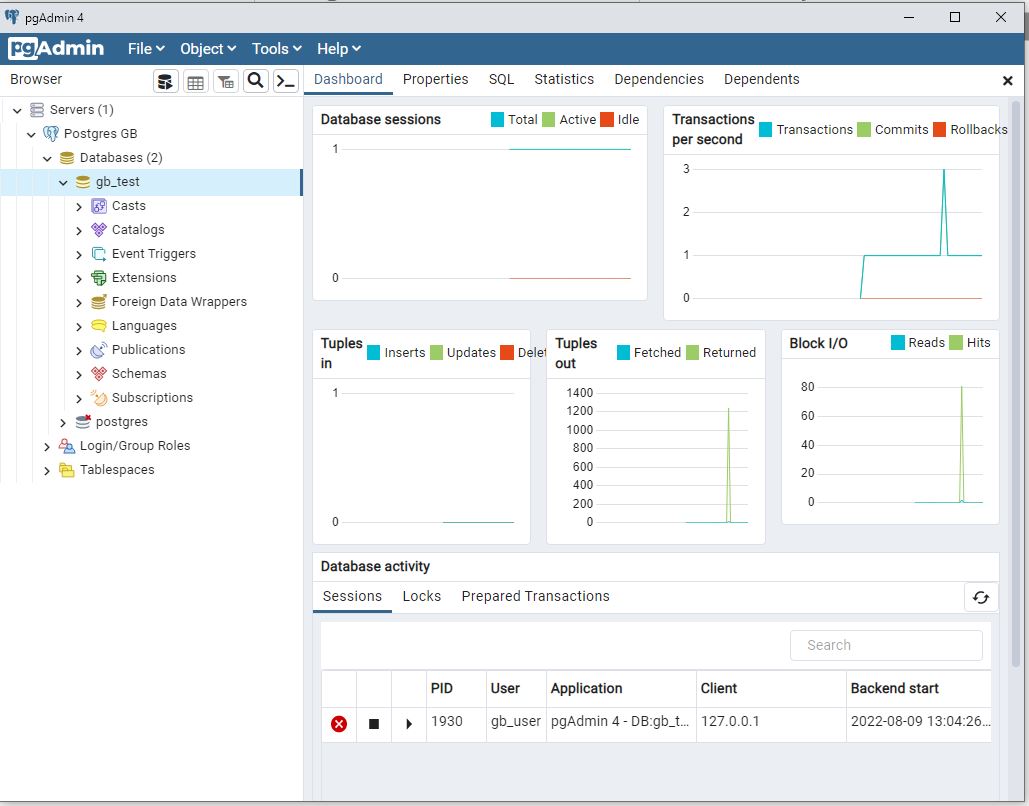 pgAdmin 4
pgAdmin File Object Tools Help
Browser
Dashboard Properties SQL Statistics Dependencies Dependents
Servers (1)
Postgres GB
Databases (2)
gb_test
Casts
Catalogs
Event Triggers
Extensions
Foreign Data Wrappers
Languages
Publications
Schemas
Subscriptions
postgres
Login/Group Roles
Tablespaces
Database sessions Total Active Idle
1
0
Transactions per second Transactions Commits Rollbacks
3
2
1
0
Tuples in Inserts Updates Delet
1
0
Tuples out Fetched Returned
1400
1200
1000
800
600
400
200
0
Block I/O Reads Hits
80
60
40
20
0
Database activity
Sessions Locks Prepared Transactions
Search
PID User Application Client Backend start
1930 gb_user pgAdmin 4 - DB:gb_t... 127.0.0.1 2022-08-09 13:04:26...